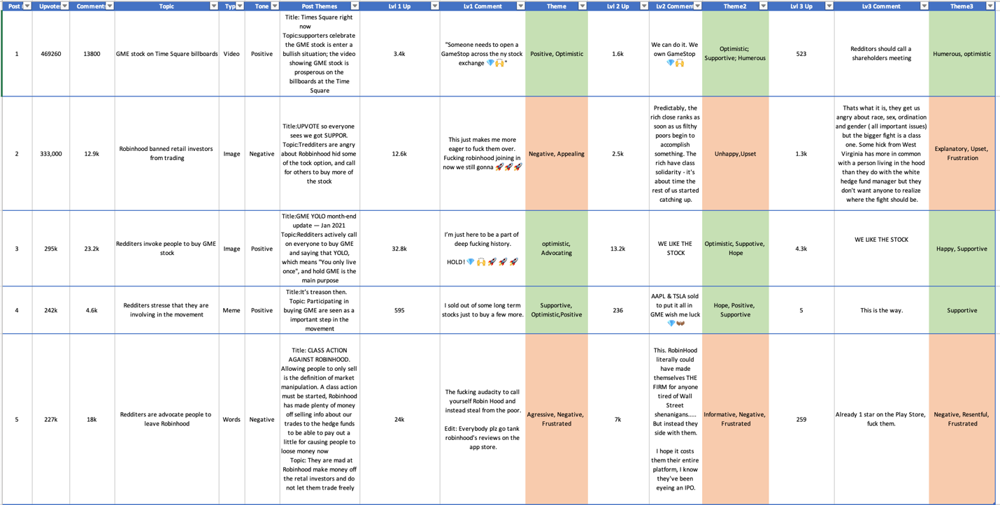 Post Upvotes Comments Topic Typ Tone Post Themes Lvl 1 Up Lvl1 Comment Theme Lvl 2 Up Lvl2 Comment Theme2 Lvl 3 Up Lvl3 Comment Theme3
1
469260
13800
GME stock on Time Square billboards
Video
Positive
Title: Times Square right
now
Topic:supporters celebrate
the GME stock is enter a
bullish situation; the video
showing GME stock is
prosperous on the
billboards at the Time
Square
3.4k
"Someone needs to open a
GameStop across the ny stock
exchange 💎🙌"
Positive, Optimistic
1.6k
We can do it. We
own GameStop
💎🙌
Optimistic;
Supportive; Humerous
523
Redditors should call a
shareholders meeting
Humerous, optimistic
2
333,000
12.9k
Robinhood banned retail investors
from trading
Image
Negative
Title:UPVOTE so everyone
sees we got SUPPOR.
Topic:Tredditers are angry
about Robbinhood hid some
of the tock option, and call
for others to buy more of
the stock
12.6k
This just makes me more
eager to fuck them over.
Fucking robinhood joining in
now we still gonna 🚀🚀🚀
Negative, Appealing
2.5k
Predictably, the
rich close ranks as
soon as us filthy
poors begin to
accomplish
something. The
rich have class
solidarity - it's
about time the
rest of us started
catching up.
Unhappy,Upset
1.3k
Thats what it is, they get us
angry about race, sex, ordination
and gender ( all important issues)
but the bigger fight is a class
one. Some hick from West
Virginia has more in common
with a person living in the hood
than they do with the white
hedge fund manager but they
don't want anyone to realize
where the fight should be.
Explanatory, Upset,
Frustration
3
295k
23.2k
Redditers invoke people to buy GME
stock
Image
Positive
Title:GME YOLO month-end
update — Jan 2021
Topic:Redditers actively call
on everyone to buy GME
and saying that YOLO,
which means "You only live
once", and hold GME is the
main purpose
32.8k
I'm just here to be a part of
deep fucking history.
HOLD! 💎 🙌 🚀 🚀 🚀
optimistic,
Advocating
13.2k
WE LIKE THE
STOCK
Optimistic, Suppotive,
Hope
4.3k
WE LIKE THE STOCK
Happy, Supportive
4
242k
4.6k
Redditers stresse that they are
involving in the movement
Meme
Positive
Title:It's treason then.
Topic: Participating in
buying GME are seen as a
important step in the
movement
595
I sold out of some long term
stocks just to buy a few more.
Supportive,
Optimistic,Positive
236
AAPL & TSLA sold
to put it all in
GME wish me luck
💎👐🏾
Hope, Positive,
Supportive
5
This is the way.
Supportive
5
227k
18k
Redditers are advocate people to
leave Robinhood
Words
Negative
Title: CLASS ACTION
AGAINST ROBINHOOD.
Allowing people to only sell
is the definition of market
manipulation. A class action
must be started, Robinhood
has made plenty of money
off selling info about our
trades to the hedge funds
to be able to pay out a
little for causing people to
loose money now
Topic: They are mad at
Robinhood make money off
the retal investors and do
not let them trade freely
24k
The fucking audacity to call
yourself Robin Hood and
instead steal from the poor.
Edit: Everybody plz go tank
robinhood's reviews on the
app store.
Agressive, Negative,
Frustrated
7k
This. RobinHood
literally could
have made
themselves THE
FIRM for anyone
tired of Wall
Street
shenanigans.....
But instead they
side with them.
I hope it costs
them their entire
platform, I know
they've been
eyeing an IPO.
Informative, Negative,
Frustrated
259
Already 1 star on the Play Store,
fuck them.
Negative, Resentful,
Frustrated